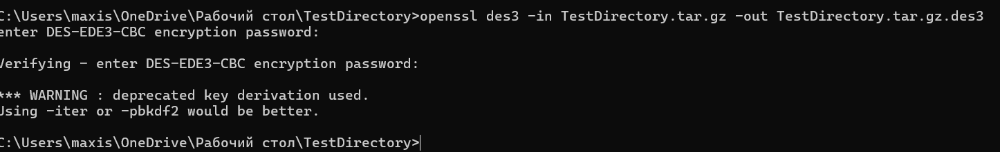 C:\Users\maxis\OneDrive\Рабочий стол\TestDirectory>openssl des3 -in TestDirectory.tar.gz -out TestDirectory.tar.gz.des3
enter DES-EDE3-CBC encryption password:
Verifying - enter DES-EDE3-CBC encryption password:
*** WARNING : deprecated key derivation used.
Using -iter or -pbkdf2 would be better.
C:\Users\maxis\OneDrive\Рабочий стол\TestDirectory>